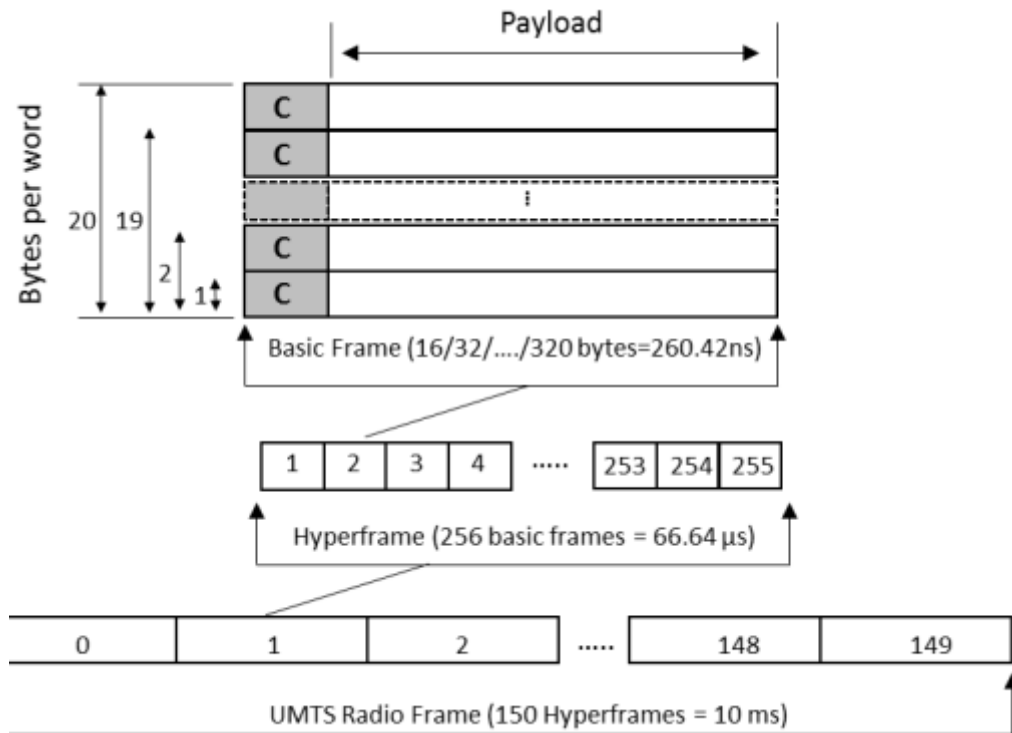 Payload
Bytes per word
C
C
20
19
⋮
2
C
1
C
Basic Frame (16/32/..../320 bytes=260.42ns)
1 2 3 4 ..... 253 254 255
Hyperframe (256 basic frames = 66.64 μs)
0 1 2 ..... 148 149
UMTS Radio Frame (150 Hyperframes = 10 ms)